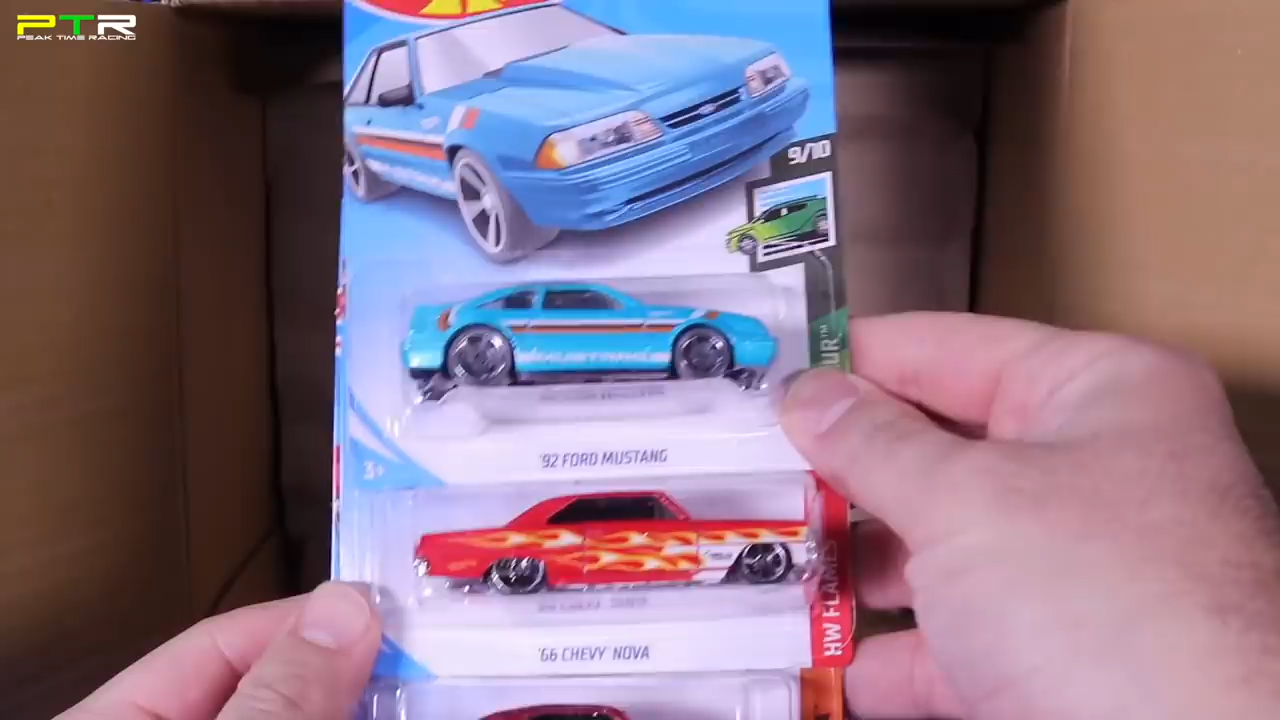 PTR
PEAK TIME RACING
9/10
3+
'92 FORD MUSTANG
HW FLAMES
'66 CHEVY NOVA